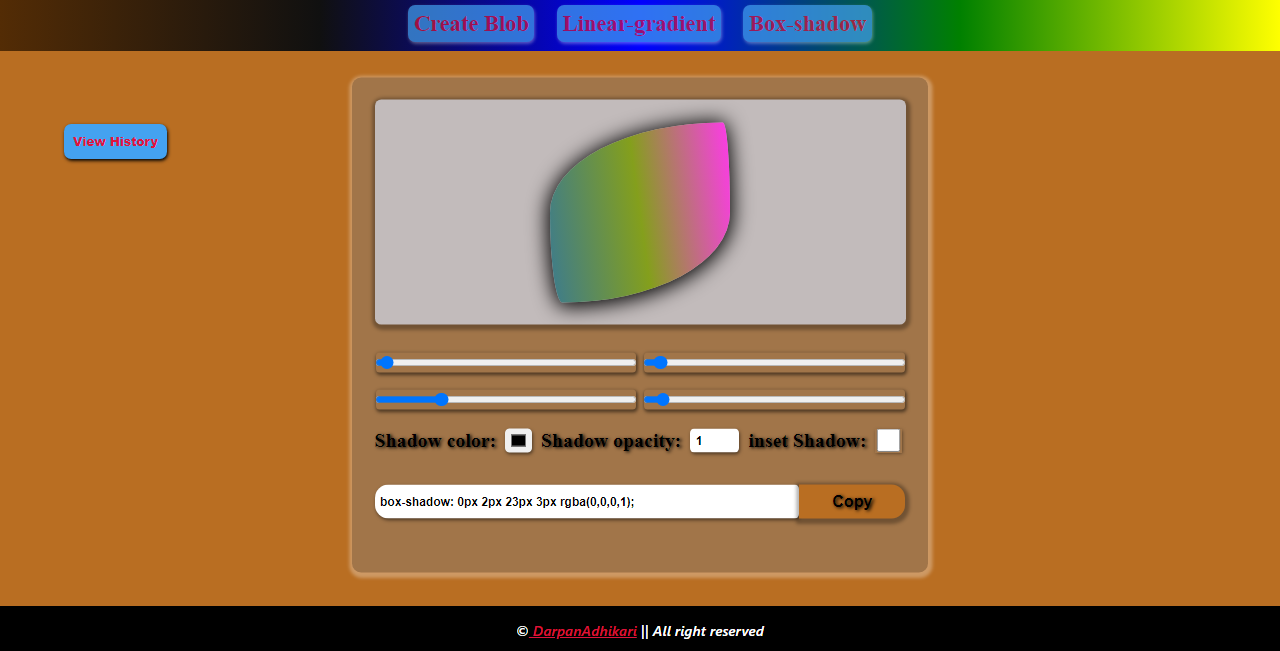 Create Blob Linear-gradient Box-shadow
View History
Shadow color: Shadow opacity: 1 inset Shadow:
box-shadow: 0px 2px 23px 3px rgba(0,0,0,1); Copy
© DarpanAdhikari || All right reserved